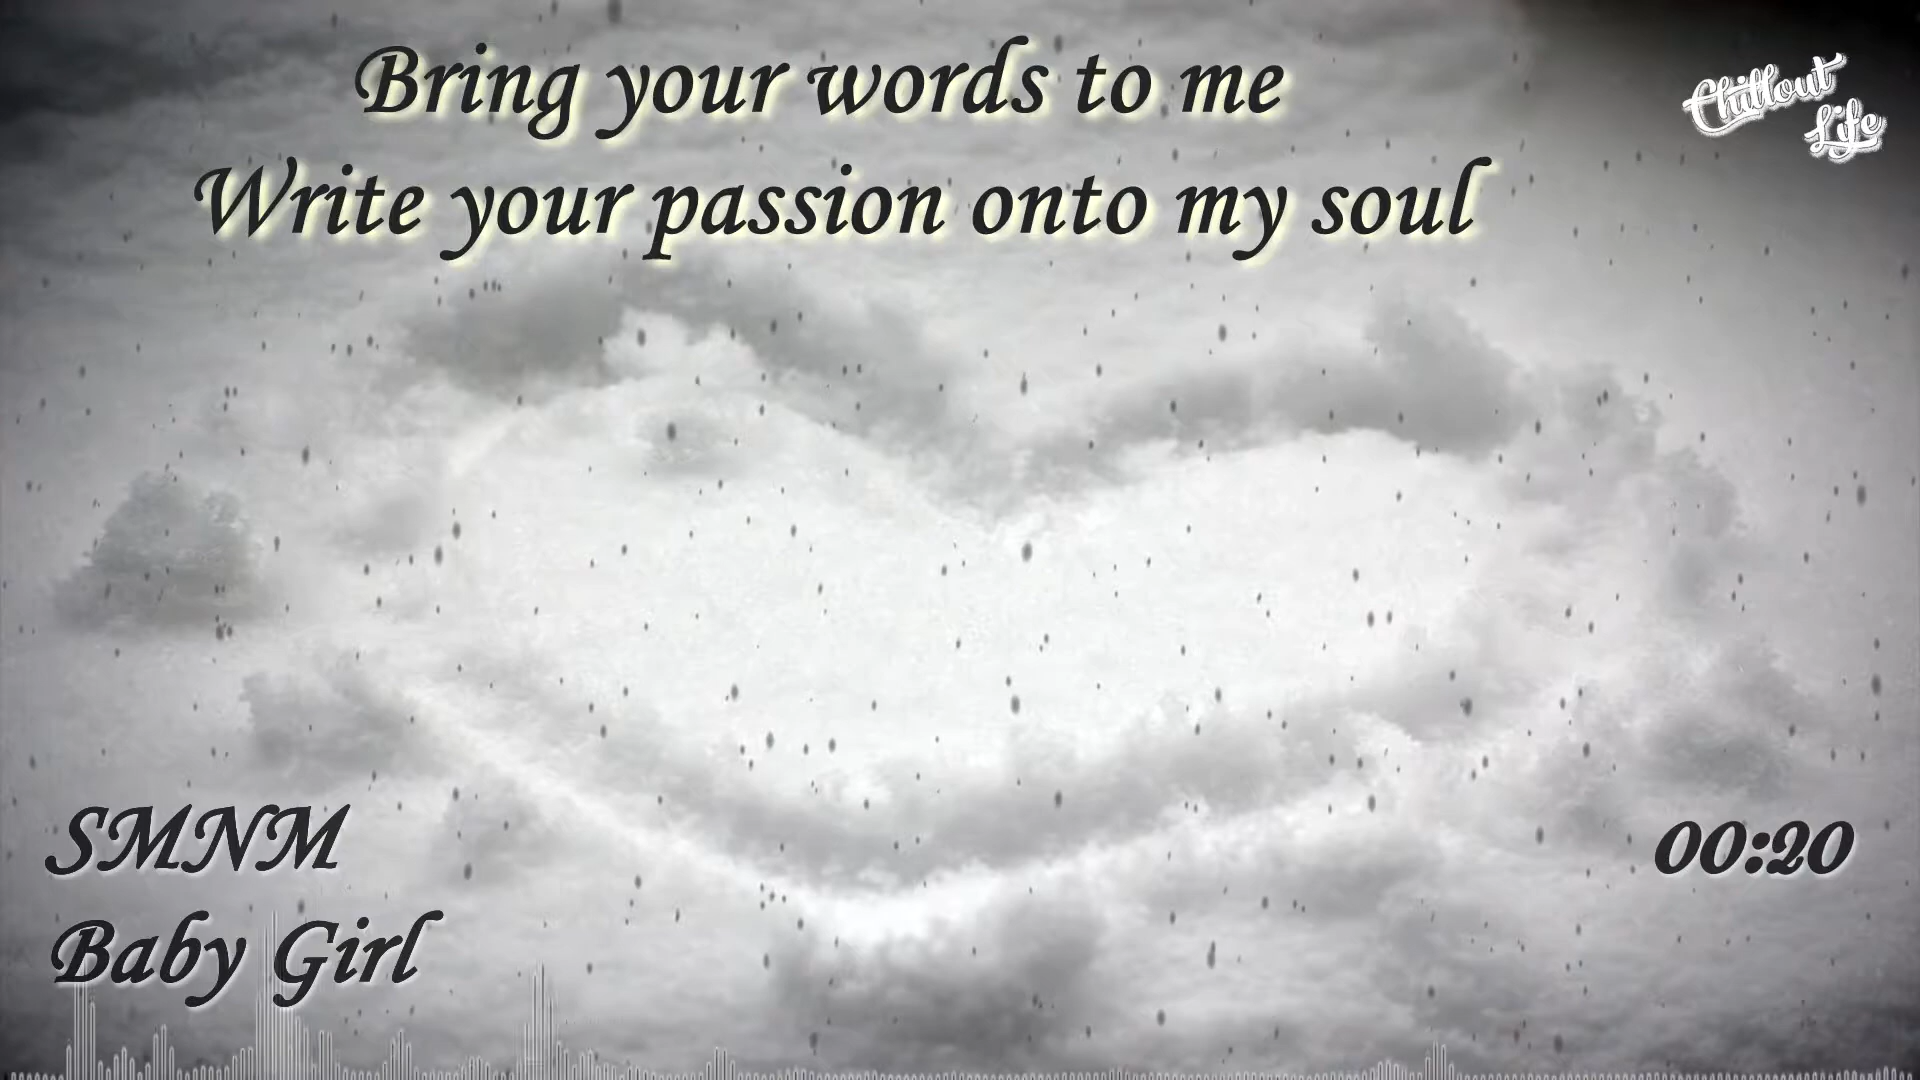 Bring your words to me
Write your passion onto my soul
Chillout
Life
SMNM
Baby Girl
00:20